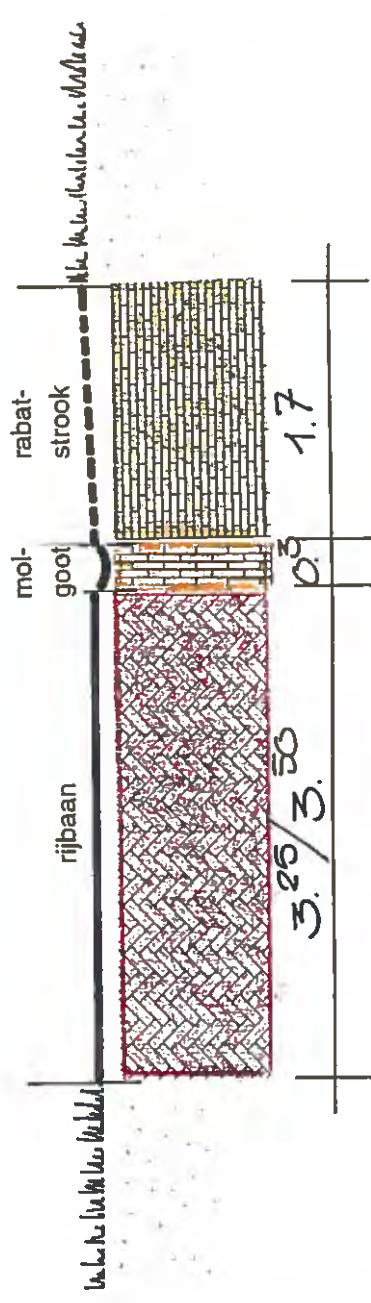 rijbaan
mol-
goot
rabat-
strook
3.25/3.50
0.3
1.7